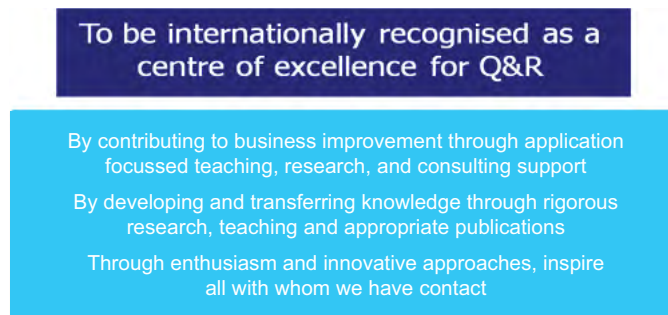 To be internationally recognised as a
centre of excellence for Q&R
By contributing to business improvement through application
focussed teaching, research, and consulting support
By developing and transferring knowledge through rigorous
research, teaching and appropriate publications
Through enthusiasm and innovative approaches, inspire
all with whom we have contact